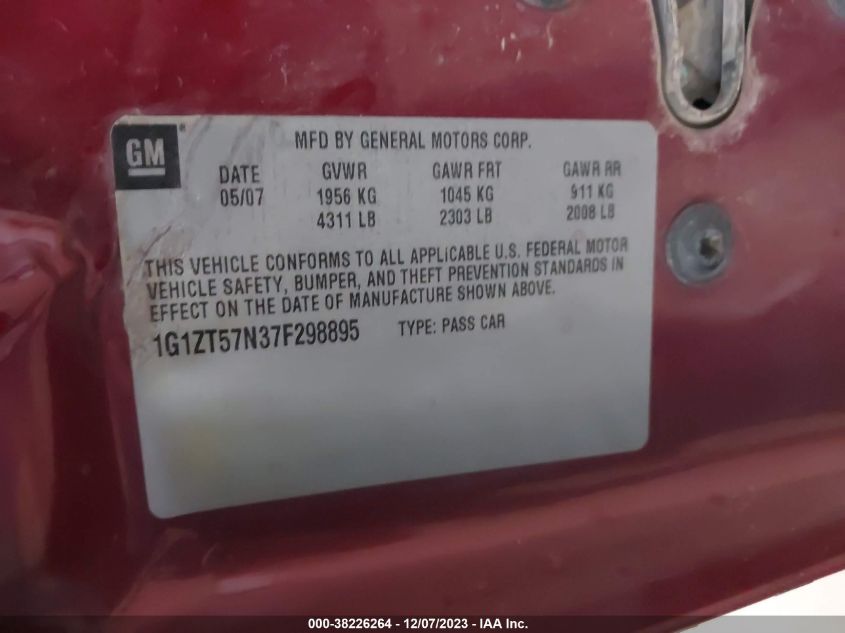 GM
MFD BY GENERAL MOTORS CORP.
DATE GVWR GAWR FRT GAWR RR
05/07 1956 KG 1045 KG 911 KG
4311 LB 2303 LB 2008 LB
THIS VEHICLE CONFORMS TO ALL APPLICABLE U.S. FEDERAL MOTOR
VEHICLE SAFETY, BUMPER, AND THEFT PREVENTION STANDARDS IN
EFFECT ON THE DATE OF MANUFACTURE SHOWN ABOVE.
1G1ZT57N37F298895 TYPE: PASS CAR
000-38226264 - 12/07/2023 - IAA Inc.